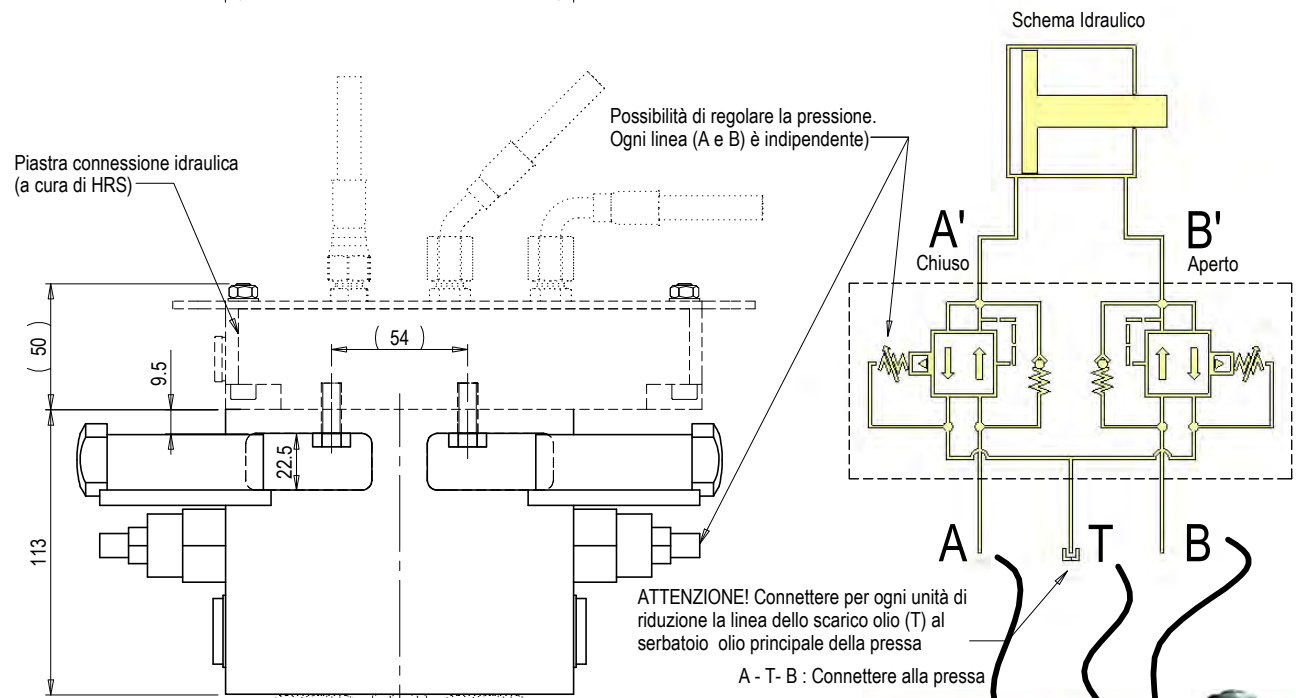 Schema Idraulico
Possibilità di regolare la pressione.
Ogni linea (A e B) è indipendente)
Piastra connessione idraulica
(a cura di HRS)
A'
Chiuso
B'
Aperto
( 50 )
9.5
( 54 )
22.5
113
A
T
B
ATTENZIONE! Connettere per ogni unità di
riduzione la linea dello scarico olio (T) al
serbatoio olio principale della pressa
A - T- B : Connettere alla pressa